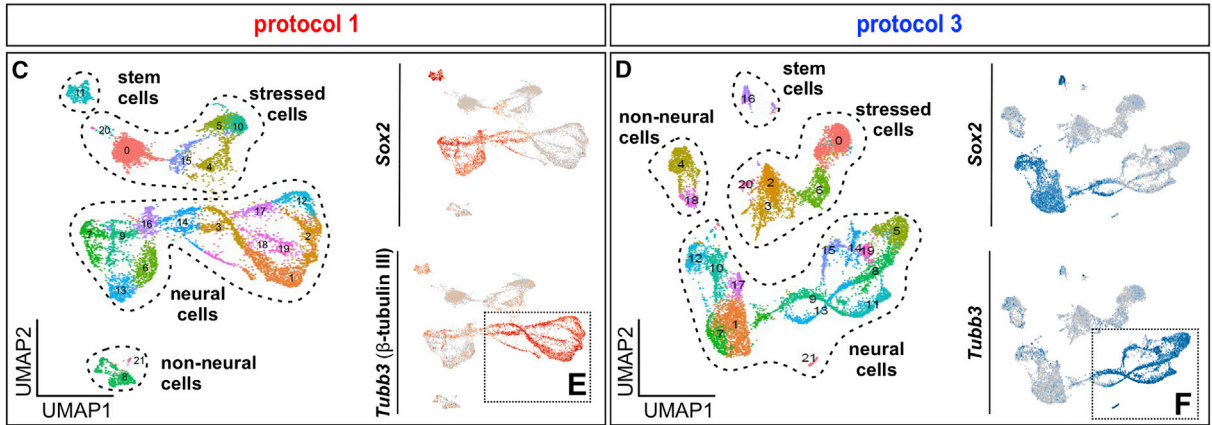 protocol 1
protocol 3
C
stem
cells
stressed
cells
11
20
0
5
10
15
4
16
14
3
17
12
7
9
2
18
19
6
1
13
neural
cells
21
8
non-neural
cells
UMAP2
UMAP1
Sox2
Tubb3 (β-tubulin III)
E
D
stem
cells
16
non-neural
cells
stressed
cells
4
0
2
20
3
6
18
5
15
14
19
12
10
8
17
9
11
13
7
1
21
neural
cells
UMAP2
UMAP1
Sox2
Tubb3
F